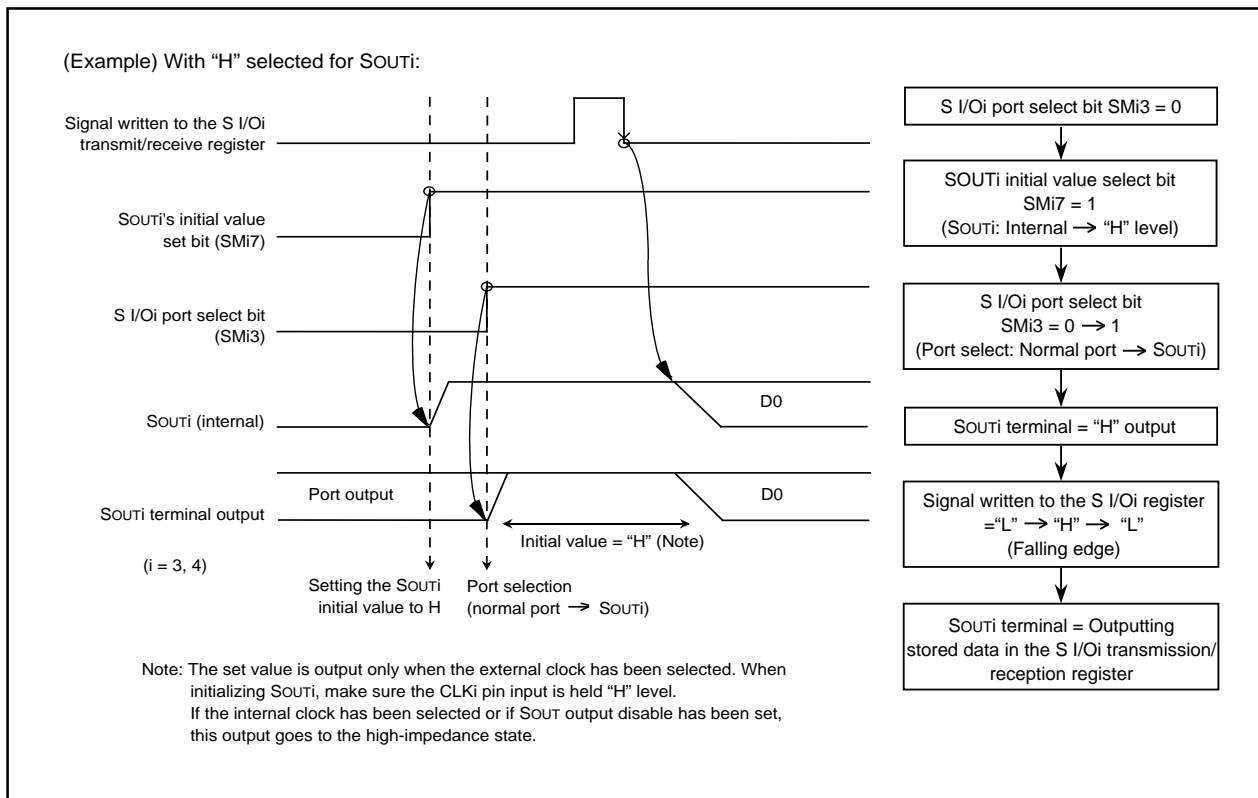 (Example) With “H” selected for SOUTi:
Signal written to the S I/Oi
transmit/receive register
SOUTi's initial value
set bit (SMi7)
S I/Oi port select bit
(SMi3)
SOUTi (internal)
D0
Port output
D0
SOUTi terminal output
Initial value = “H” (Note)
(i = 3, 4)
Setting the SOUTi
initial value to H
Port selection
(normal port → SOUTi)
Note: The set value is output only when the external clock has been selected. When
initializing SOUTi, make sure the CLKi pin input is held “H” level.
If the internal clock has been selected or if SOUT output disable has been set,
this output goes to the high-impedance state.
S I/Oi port select bit SMi3 = 0
SOUTi initial value select bit
SMi7 = 1
(SOUTi: Internal → “H” level)
S I/Oi port select bit
SMi3 = 0 → 1
(Port select: Normal port → SOUTi)
SOUTi terminal = “H” output
Signal written to the S I/Oi register
=“L” → “H” → “L”
(Falling edge)
SOUTi terminal = Outputting
stored data in the S I/Oi transmission/
reception register